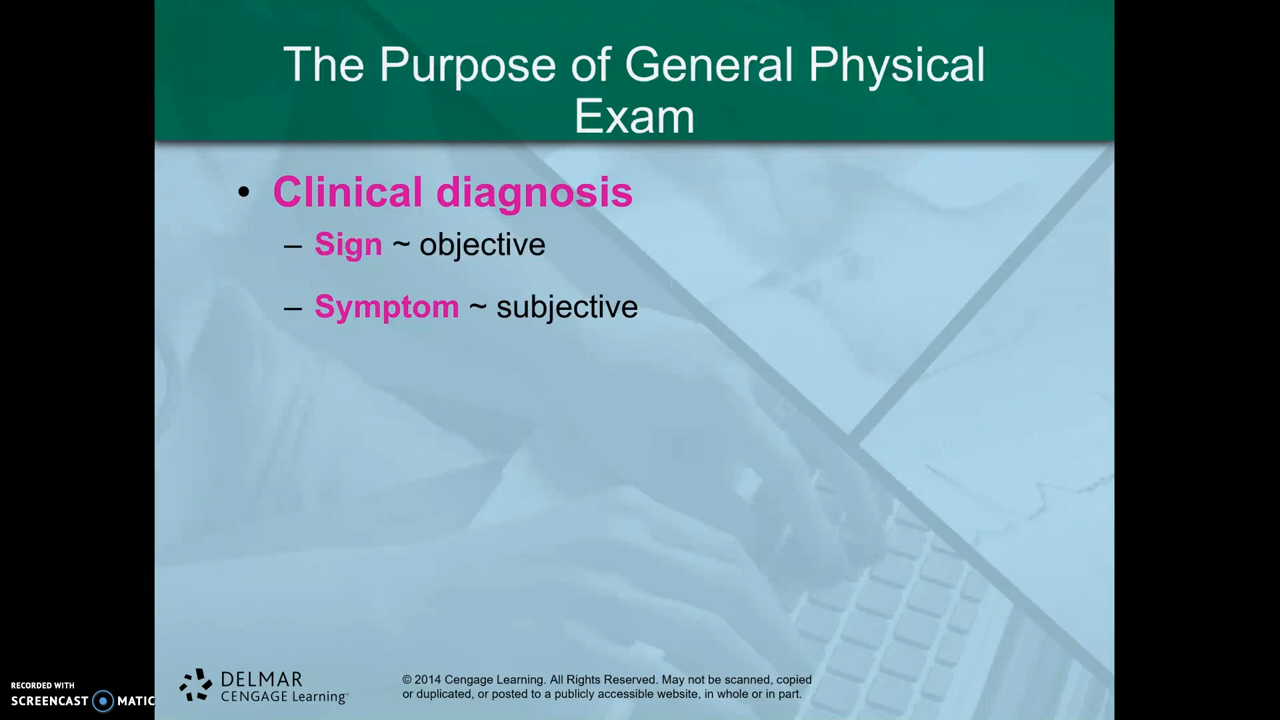 The Purpose of General Physical
Exam
• Clinical diagnosis
– Sign ~ objective
– Symptom ~ subjective
RECORDED WITH
SCREENCAST MATIC
DELMAR
CENGAGE Learning™
© 2014 Cengage Learning. All Rights Reserved. May not be scanned, copied
or duplicated, or posted to a publicly accessible website, in whole or in part.